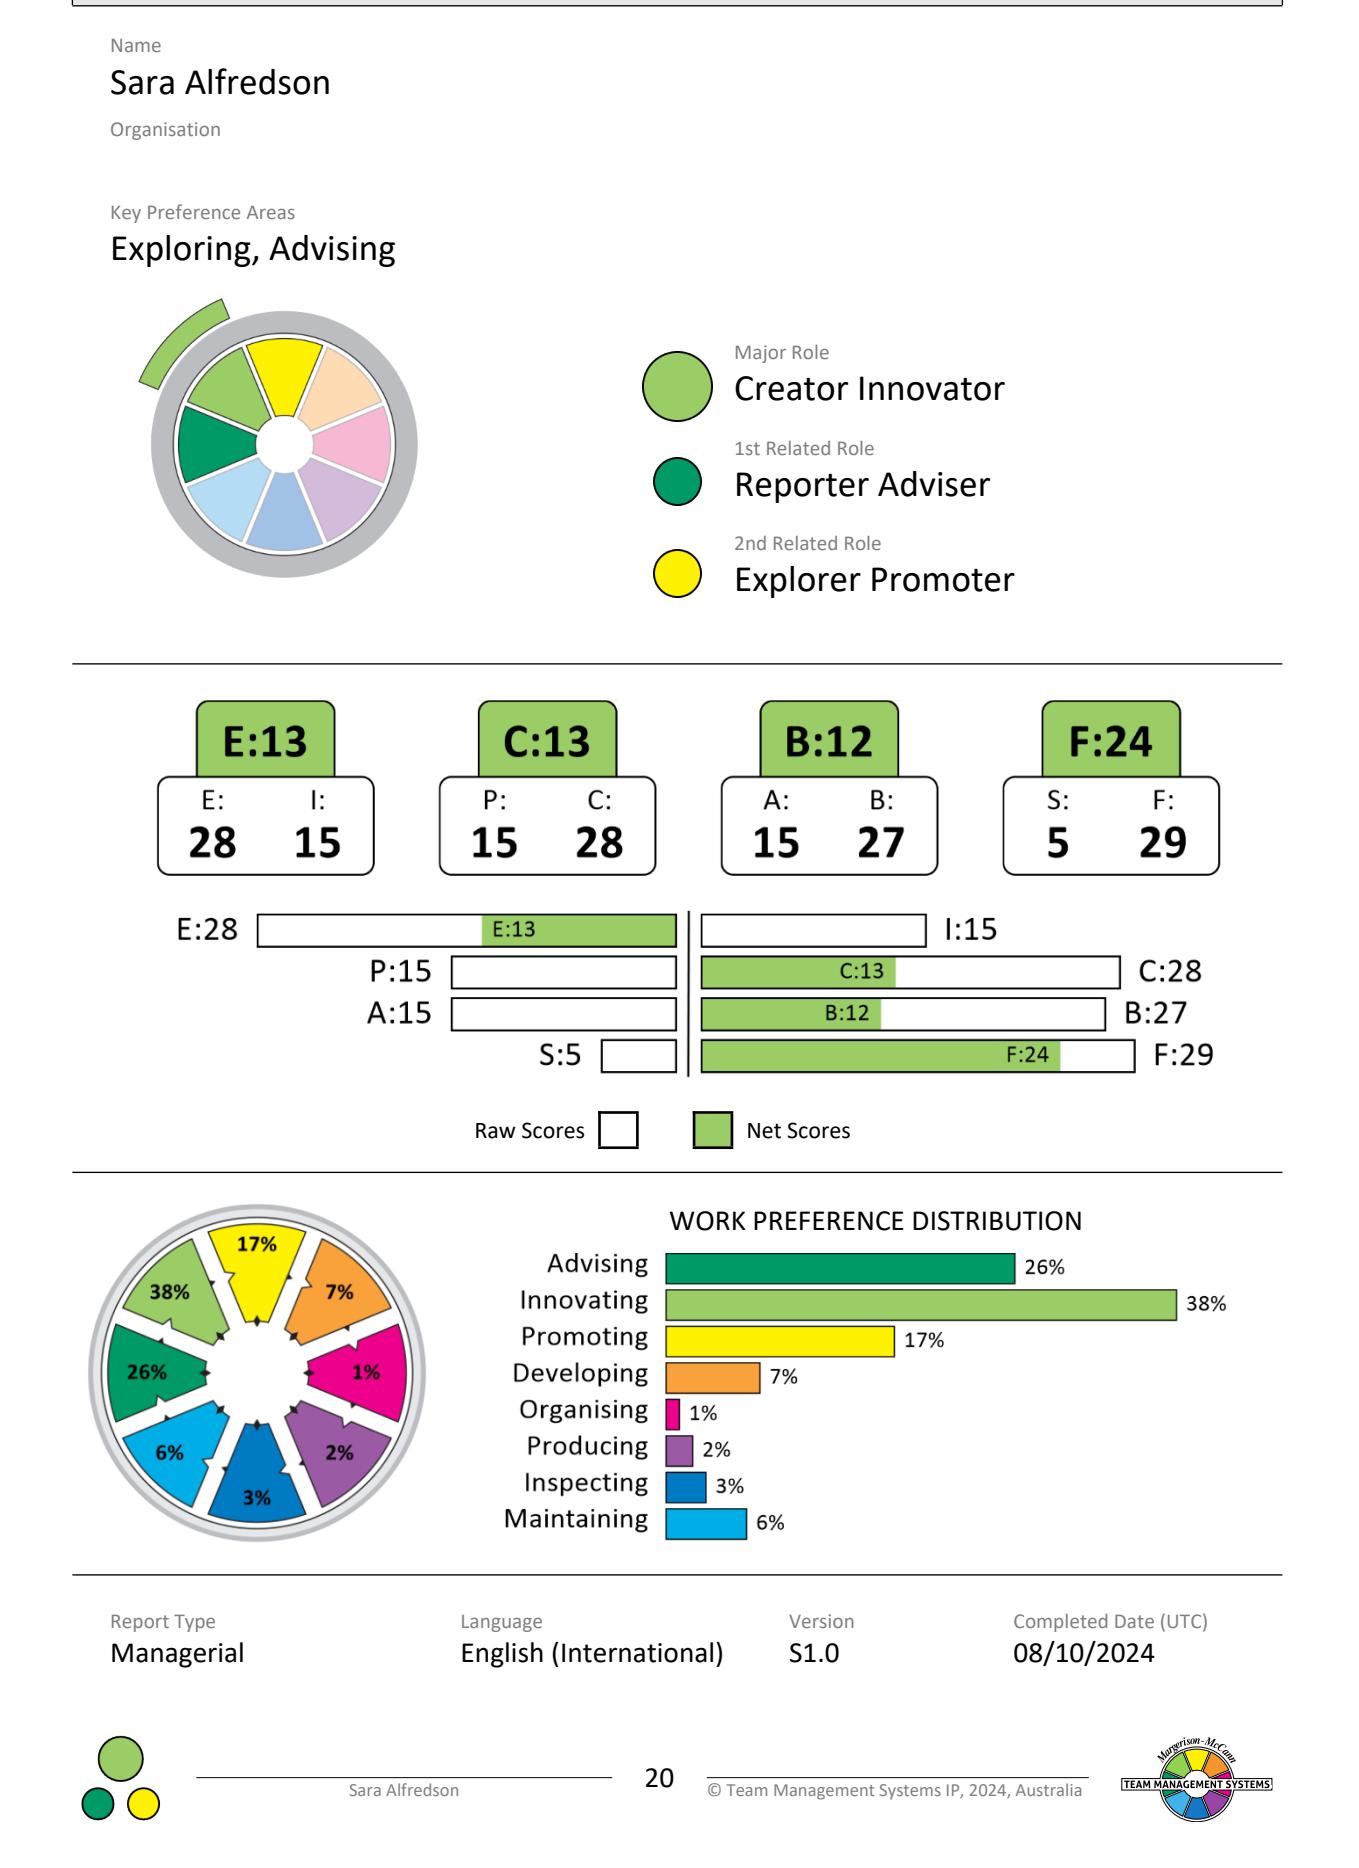 Name
Sara Alfredson
Organisation
Key Preference Areas
Exploring, Advising
Major Role
Creator Innovator
1st Related Role
Reporter Adviser
2nd Related Role
Explorer Promoter
E:13 C:13 B:12 F:24
E: I: P: C: A: B: S: F:
28 15 15 28 15 27 5 29
E:28 E:13 I:15
P:15 C:13 C:28
A:15 B:12 B:27
S:5 F:24 F:29
Raw Scores Net Scores
17%
38% 7%
26% 1%
6% 2%
3%
WORK PREFERENCE DISTRIBUTION
Advising 26%
Innovating 38%
Promoting 17%
Developing 7%
Organising 1%
Producing 2%
Inspecting 3%
Maintaining 6%
Report Type Language Version Completed Date (UTC)
Managerial English (International) S1.0 08/10/2024
Sara Alfredson 20 © Team Management Systems IP, 2024, Australia
Margerison-McCann
TEAM MANAGEMENT SYSTEMS